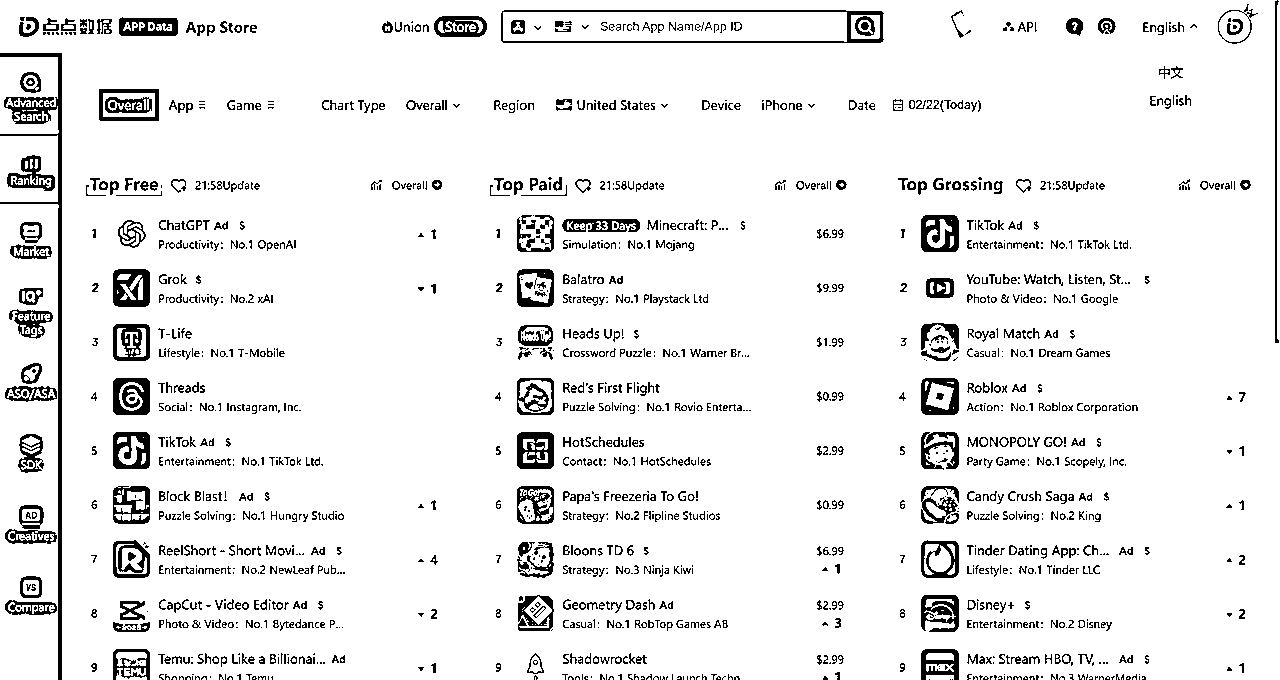 点点数据 APP Data App Store
Union iStore
Search App Name/App ID
API
English
中文
English
Advanced Search
Ranking
Market
Feature Tags
ASO/ASA
SDK
AD
Creatives
VS
Compare
Overall App Game Chart Type Overall Region United States Device iPhone Date 02/22(Today)
Top Free 21:58Update Overall
1 ChatGPT Ad $
Productivity: No.1 OpenAI
1
2 Grok $
Productivity: No.2 xAI
1
3 T-Life
Lifestyle: No.1 T-Mobile
4 Threads
Social: No.1 Instagram, Inc.
5 TikTok Ad $
Entertainment: No.1 TikTok Ltd.
6 Block Blast! Ad $
Puzzle Solving: No.1 Hungry Studio
1
7 ReelShort - Short Movi... Ad $
Entertainment: No.2 NewLeaf Pub...
4
8 CapCut - Video Editor Ad $
Photo & Video: No.1 Bytedance P...
2
9 Temu: Shop Like a Billionai... Ad
Shopping: No.1 Temu
1
Top Paid 21:58Update Overall
1 Keep 33 Days Minecraft: P... $
Simulation: No.1 Mojang
$6.99
2 Balatro Ad
Strategy: No.1 Playstack Ltd
$9.99
3 Heads Up! $
Crossword Puzzle: No.1 Warner Br...
$1.99
4 Red's First Flight
Puzzle Solving: No.1 Rovio Enterta...
$0.99
5 HotSchedules
Contact: No.1 HotSchedules
$2.99
6 Papa's Freezeria To Go!
Strategy: No.2 Flipline Studios
$0.99
7 Bloons TD 6 $
Strategy: No.3 Ninja Kiwi
$6.99
1
8 Geometry Dash Ad
Casual: No.1 RobTop Games AB
$2.99
3
9 Shadowrocket
Tools: No.1 Shadow Launch Techn
$2.99
1
Top Grossing 21:58Update Overall
1 TikTok Ad $
Entertainment: No.1 TikTok Ltd.
2 YouTube: Watch, Listen, St... $
Photo & Video: No.1 Google
3 Royal Match Ad $
Casual: No.1 Dream Games
4 Roblox Ad $
Action: No.1 Roblox Corporation
7
5 MONOPOLY GO! Ad $
Party Game: No.1 Scopely, Inc.
1
6 Candy Crush Saga Ad $
Puzzle Solving: No.2 King
1
7 Tinder Dating App: Ch... Ad $
Lifestyle: No.1 Tinder LLC
2
8 Disney+ $
Entertainment: No.2 Disney
2
9 Max: Stream HBO, TV, ... Ad $
Entertainment: No.3 WarnerMedia
1